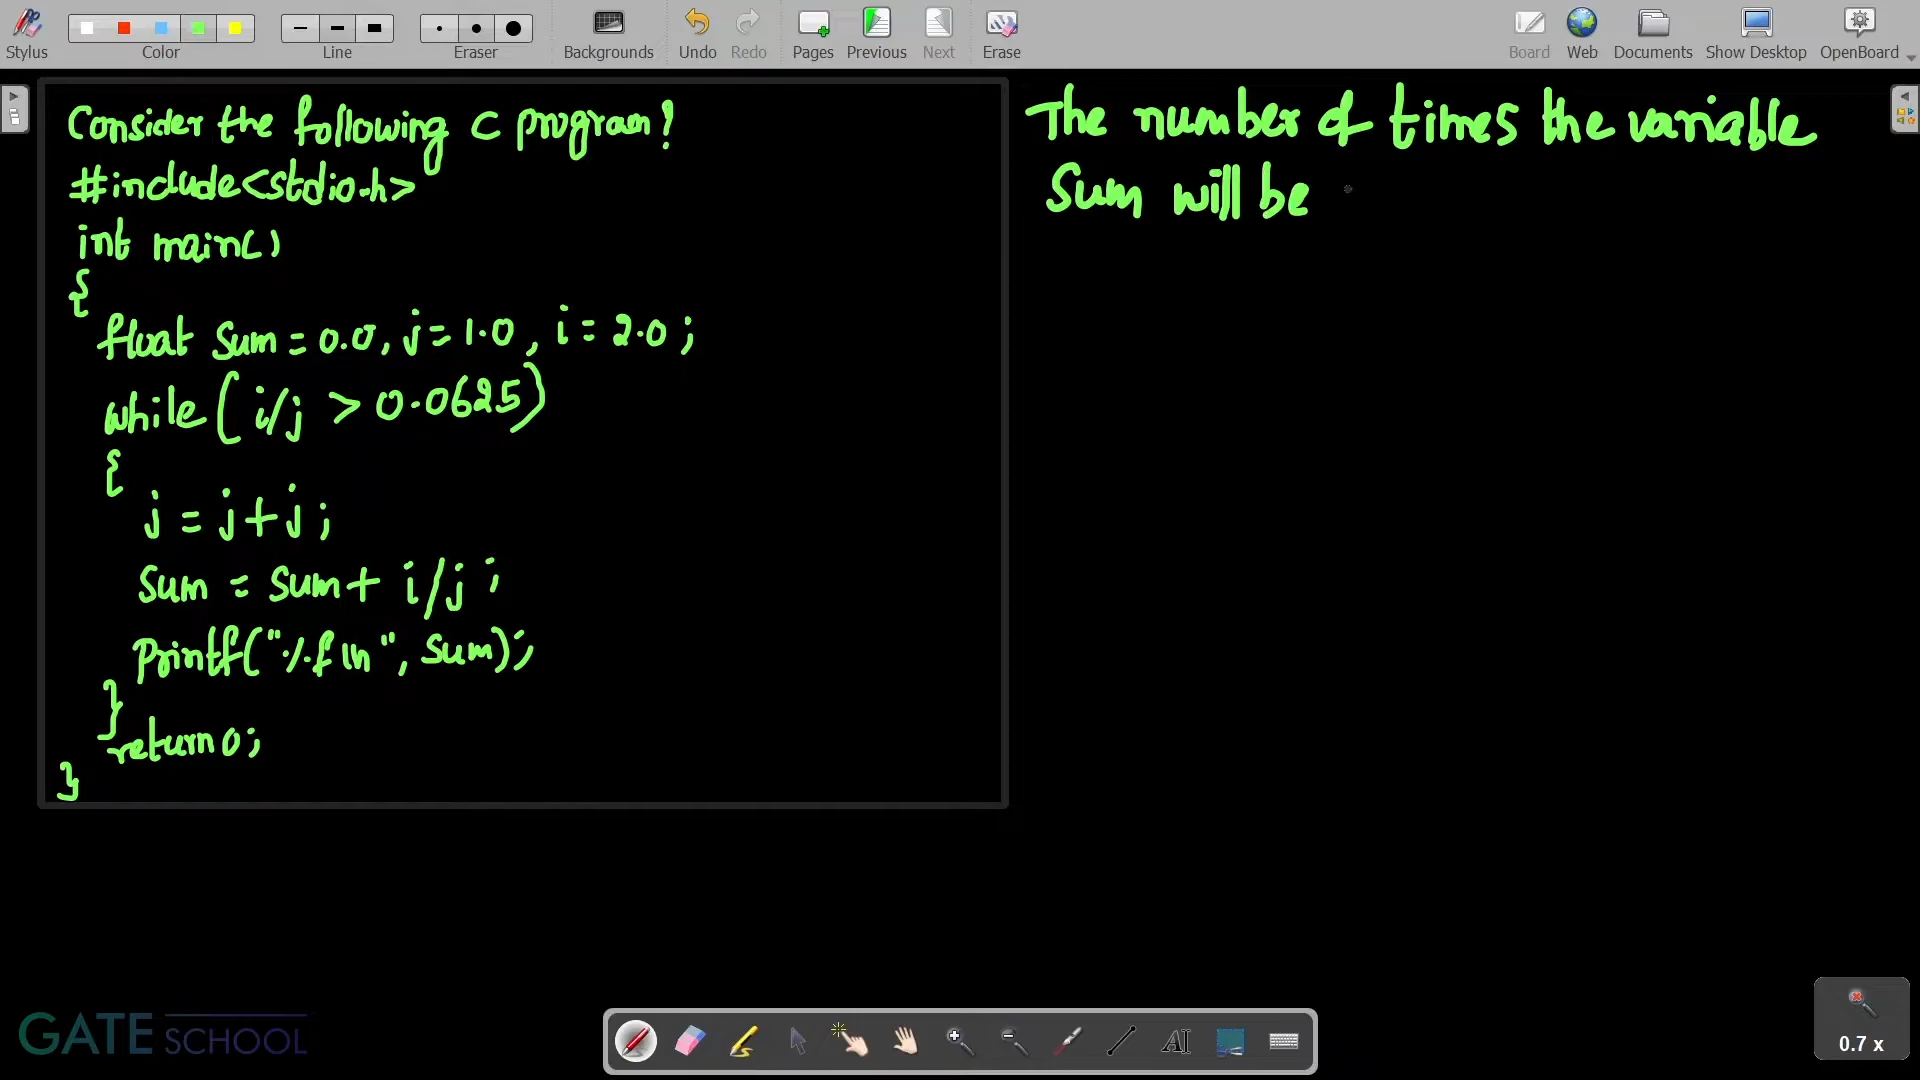 Stylus
Color
Line
Eraser
Backgrounds
Undo
Redo
Pages
Previous
Next
Erase
Board
Web
Documents
Show Desktop
OpenBoard
Consider the following C program?
#include<stdio.h>
int main()
{
float sum = 0.0, j = 1.0, i = 2.0;
while (i/j > 0.0625)
{
j = j+j;
sum = sum + i/j;
printf("%f\n", sum);
}
return 0;
}
The number of times the variable
Sum will be
GATE SCHOOL
0.7 x